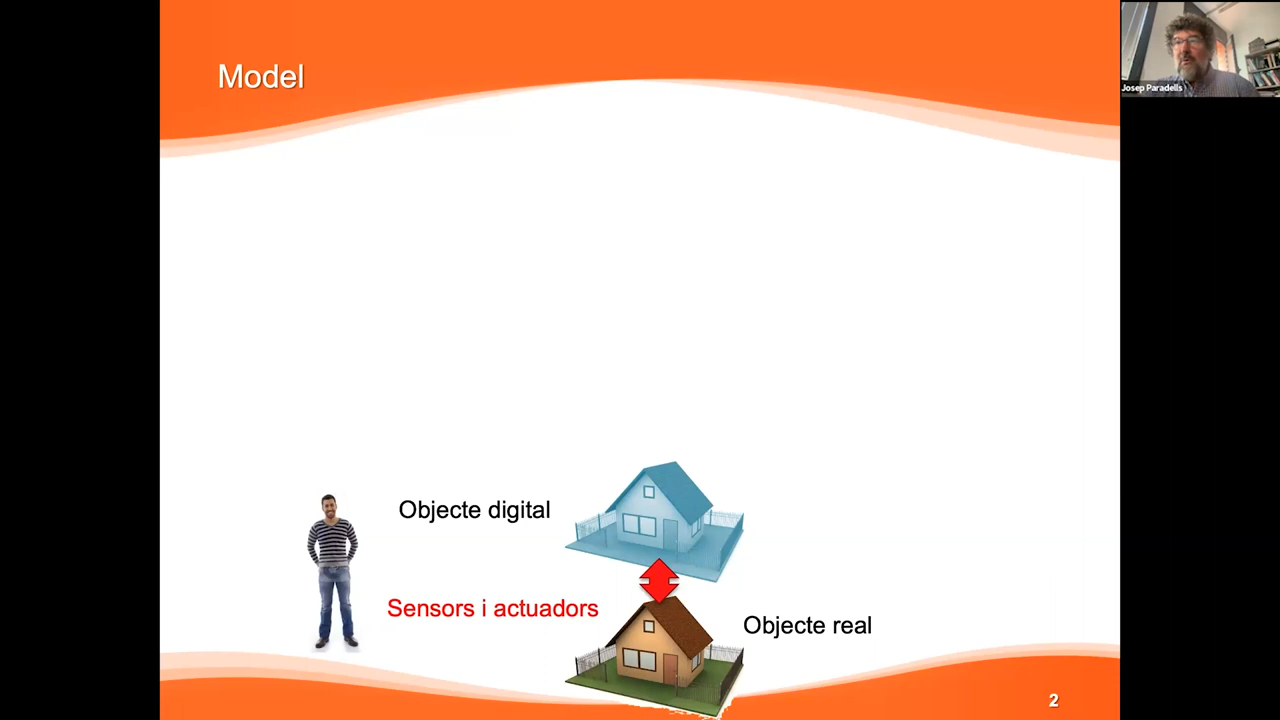 Model
Josep Paradells
Objecte digital
Sensors i actuadors
Objecte real
2